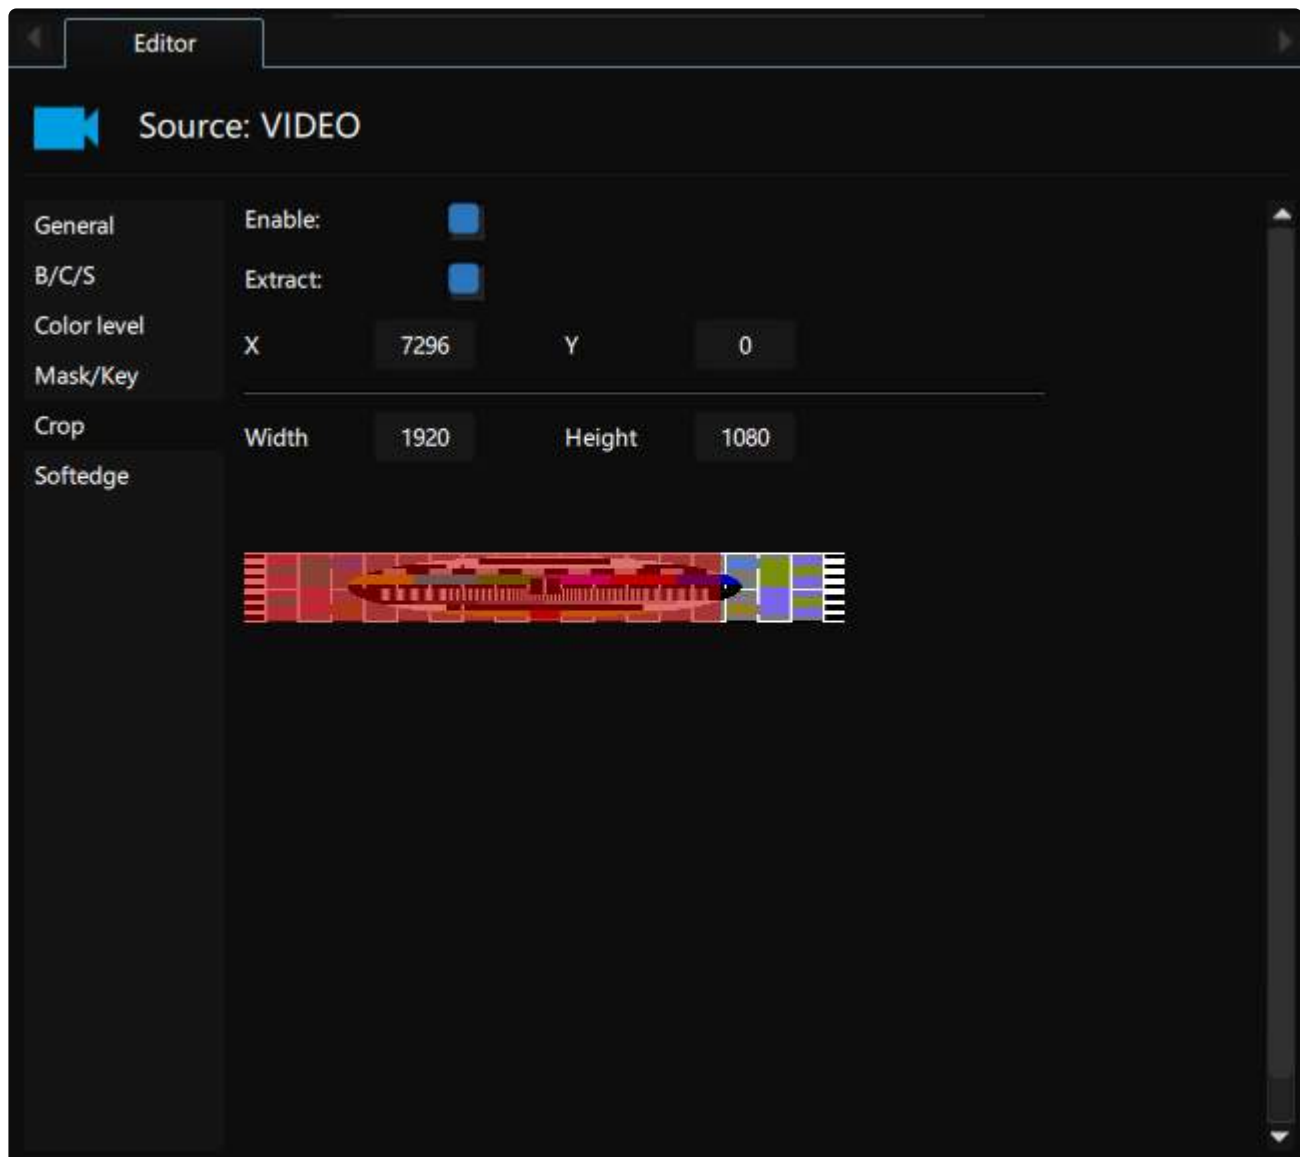 Editor
Source: VIDEO
General
B/C/S
Color level
Mask/Key
Crop
Softedge
Enable:
Extract:
X 7296 Y 0
Width 1920 Height 1080